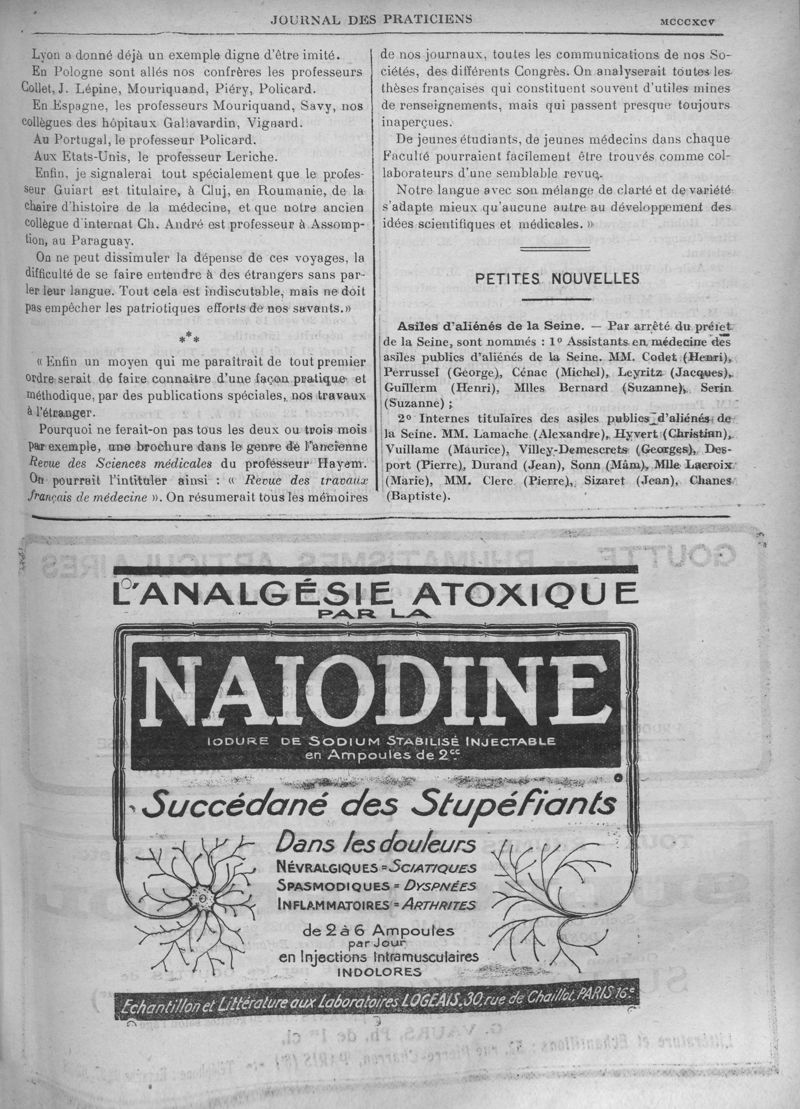 JOURNAL DES PRATICIENS
MCCCXCV
Lyon a donné déjà un exemple digne d'être imité.
En Pologne sont allés nos confrères les professeurs
Collet, J. Lépine, Mouriquand, Piéry, Policard.
En Espagne, les professeurs Mouriquand, Savy, nos
collègues des hôpitaux Gallavardin, Vignard.
Au Portugal, le professeur Policard.
Aux Etats-Unis, le professeur Leriche.
Enfin, je signalerai tout spécialement que le profes-
seur Guiart est titulaire, à Cluj, en Roumanie, de la
chaire d'histoire de la médecine, et que notre ancien
collègue d'internat Ch. André est professeur à Assomp-
tion, au Paraguay.
On ne peut dissimuler la dépense de ces voyages, la
difficulté de se faire entendre à des étrangers sans par-
ler leur langue. Tout cela est indiscutable, mais ne doit
pas empêcher les patriotiques efforts de nos savants.»
***
« Enfin un moyen qui me paraîtrait de tout premier
ordre serait de faire connaître d'une façon pratique et
méthodique, par des publications spéciales, nos travaux
à l'étranger.
Pourquoi ne ferait-on pas tous les deux ou trois mois
par exemple, une brochure dans le genre de l'ancienne
Revue des Sciences médicales du professeur Hayem.
On pourrait l'intituler ainsi : « Revue des travaux
français de médecine ». On résumerait tous les mémoires
de nos journaux, toutes les communications de nos So-
ciétés, des différents Congrès. On analyserait toutes les
thèses françaises qui constituent souvent d'utiles mines
de renseignements, mais qui passent presque toujours
inaperçues.
De jeunes étudiants, de jeunes médecins dans chaque
Faculté pourraient facilement être trouvés comme col-
laborateurs d'une semblable revue.
Notre langue avec son mélange de clarté et de variété
s'adapte mieux qu'aucune autre au développement des
idées scientifiques et médicales. »
PETITES NOUVELLES
Asiles d'aliénés de la Seine. — Par arrêté du préfet
de la Seine, sont nommés : 1º Assistants en médecine des
asiles publics d'aliénés de la Seine. MM. Codet (Henri),
Perrussel (George), Cénac (Michel), Leyritz (Jacques),
Guillerm (Henri), Mlles Bernard (Suzanne), Serin
(Suzanne) ;
2º Internes titulaires des asiles publics d'aliénés de
la Seine. MM. Lamache (Alexandre), Hyvert (Christian),
Vuillame (Maurice), Villey-Demescrets (Georges), Des-
port (Pierre), Durand (Jean), Sonn (Mâm), Mlle Lacroix
(Marie), MM. Clerc (Pierre), Sizaret (Jean), Chanes
(Baptiste).
L'ANALGÉSIE ATOXIQUE
PAR LA
NAIODINE
IODURE DE SODIUM STABILISÉ INJECTABLE
en Ampoules de 2cc
Succédané des Stupéfiants
Dans les douleurs
NÉVRALGIQUES = SCIATIQUES
SPASMODIQUES = DYSPNÉES
INFLAMMATOIRES = ARTHRITES
de 2 à 6 Ampoules
par Jour
en Injections Intramusculaires
INDOLORES
Echantillon et Littérature aux Laboratoires LOGEAIS, 30, rue de Chaillot, PARIS 16e